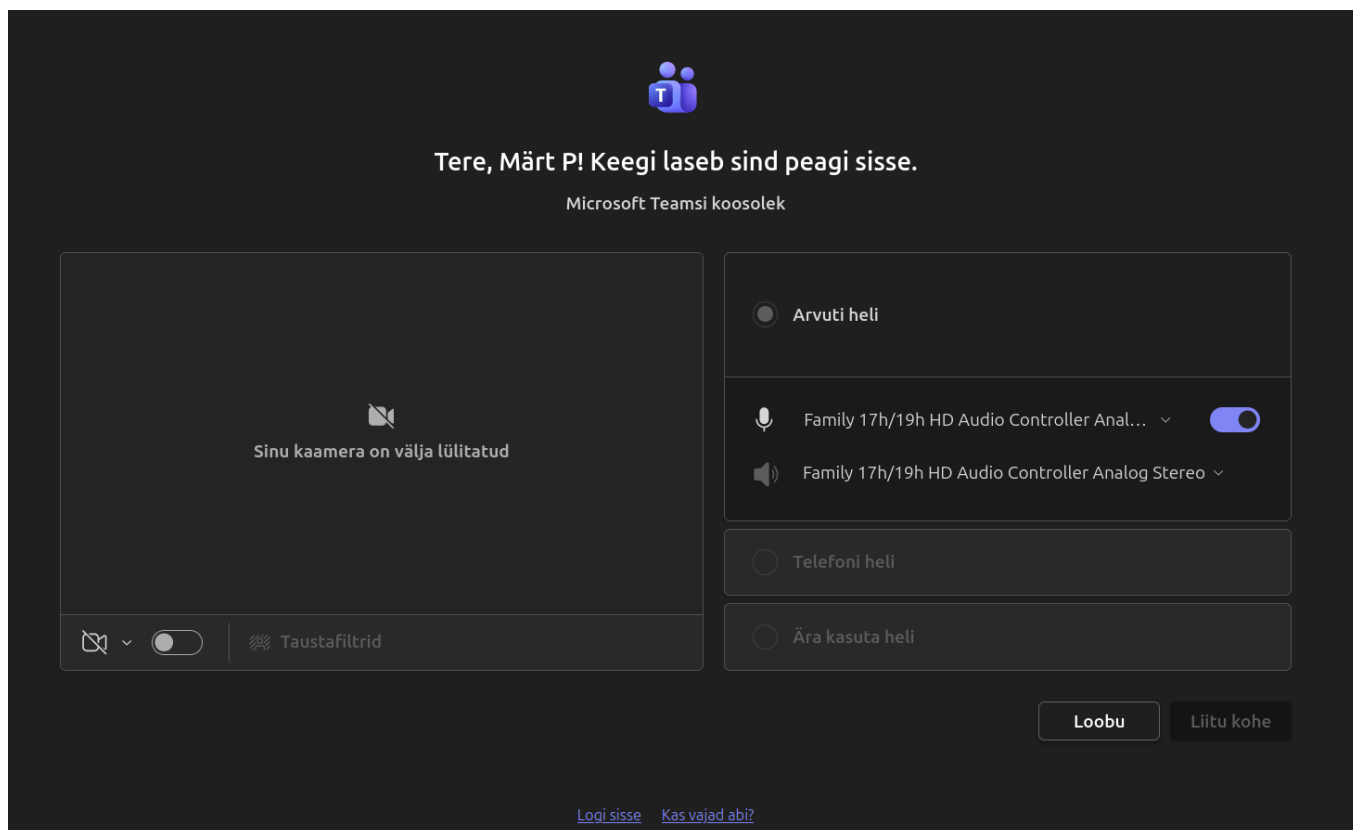 T
Tere, Märt P! Keegi laseb sind peagi sisse.
Microsoft Teamsi koosolek
Sinu kaamera on välja lülitatud
Taustafiltrid
Arvuti heli
Family 17h/19h HD Audio Controller Anal...
Family 17h/19h HD Audio Controller Analog Stereo
Telefoni heli
Ära kasuta heli
Loobu
Liitu kohe
Logi sisse
Kas vajad abi?